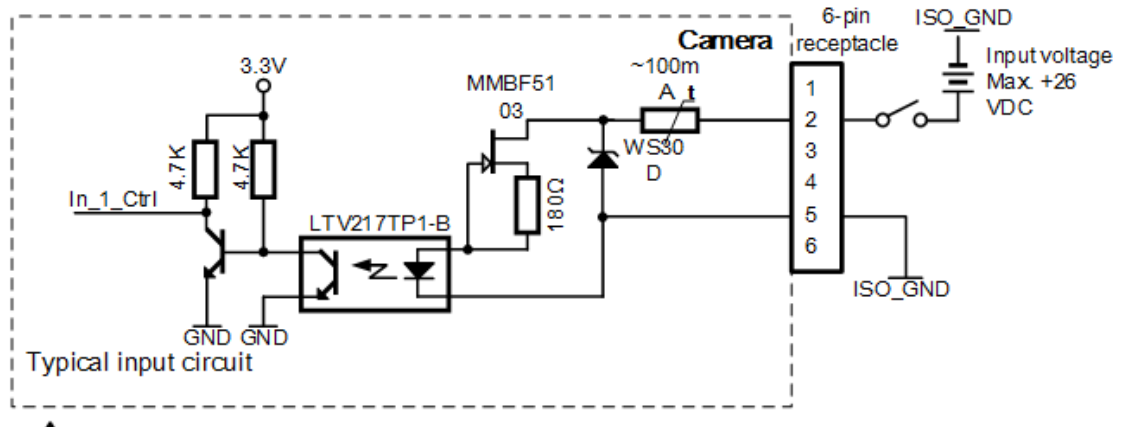 6-pin
receptacle
ISO_GND
Camera
Input voltage
Max. +26
VDC
3.3V
MMBF51
03
~100m
A t
1
2
3
4
5
6
4.7K
4.7K
WS30
D
180Ω
In_1_Ctrl
LTV217TP1-B
ISO_GND
GND GND
Typical input circuit